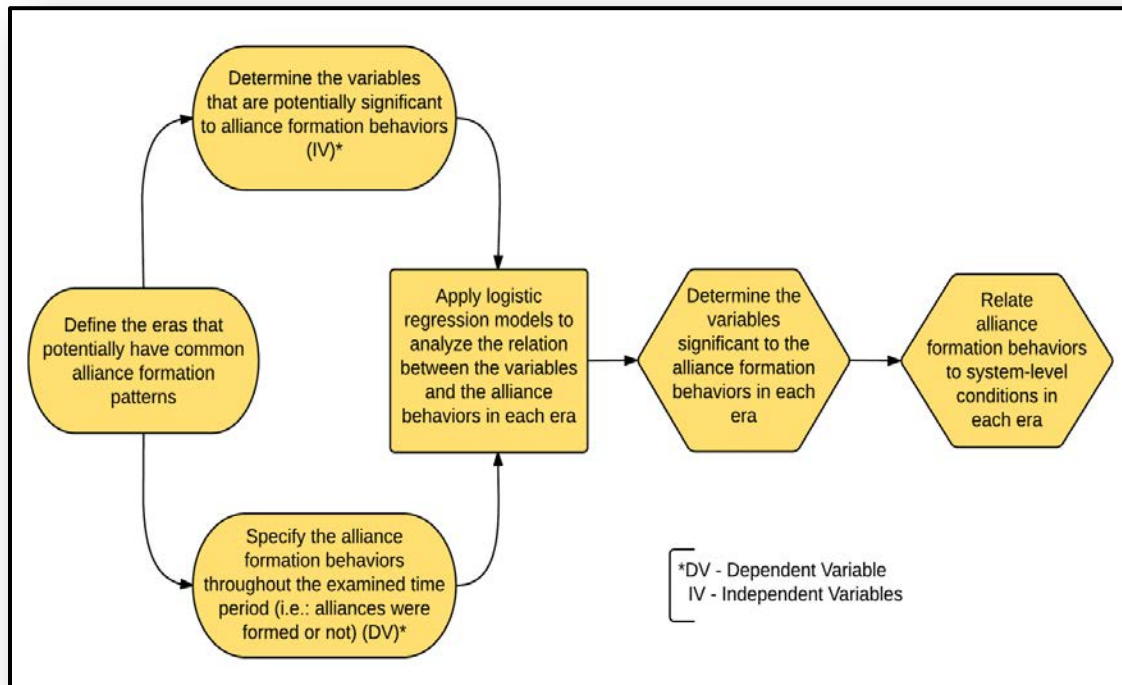 Determine the variables
that are potentially significant
to alliance formation behaviors
(IV)*
Define the eras that
potentially have common
alliance formation
patterns
Specify the alliance
formation behaviors
throughout the examined time
period (i.e.: alliances were
formed or not) (DV)*
Apply logistic
regression models to
analyze the relation
between the variables
and the alliance
behaviors in each era
Determine the
variables
significant to the
alliance formation
behaviors in each
era
Relate
alliance
formation behaviors
to system-level
conditions in
each era
*DV - Dependent Variable
IV - Independent Variables